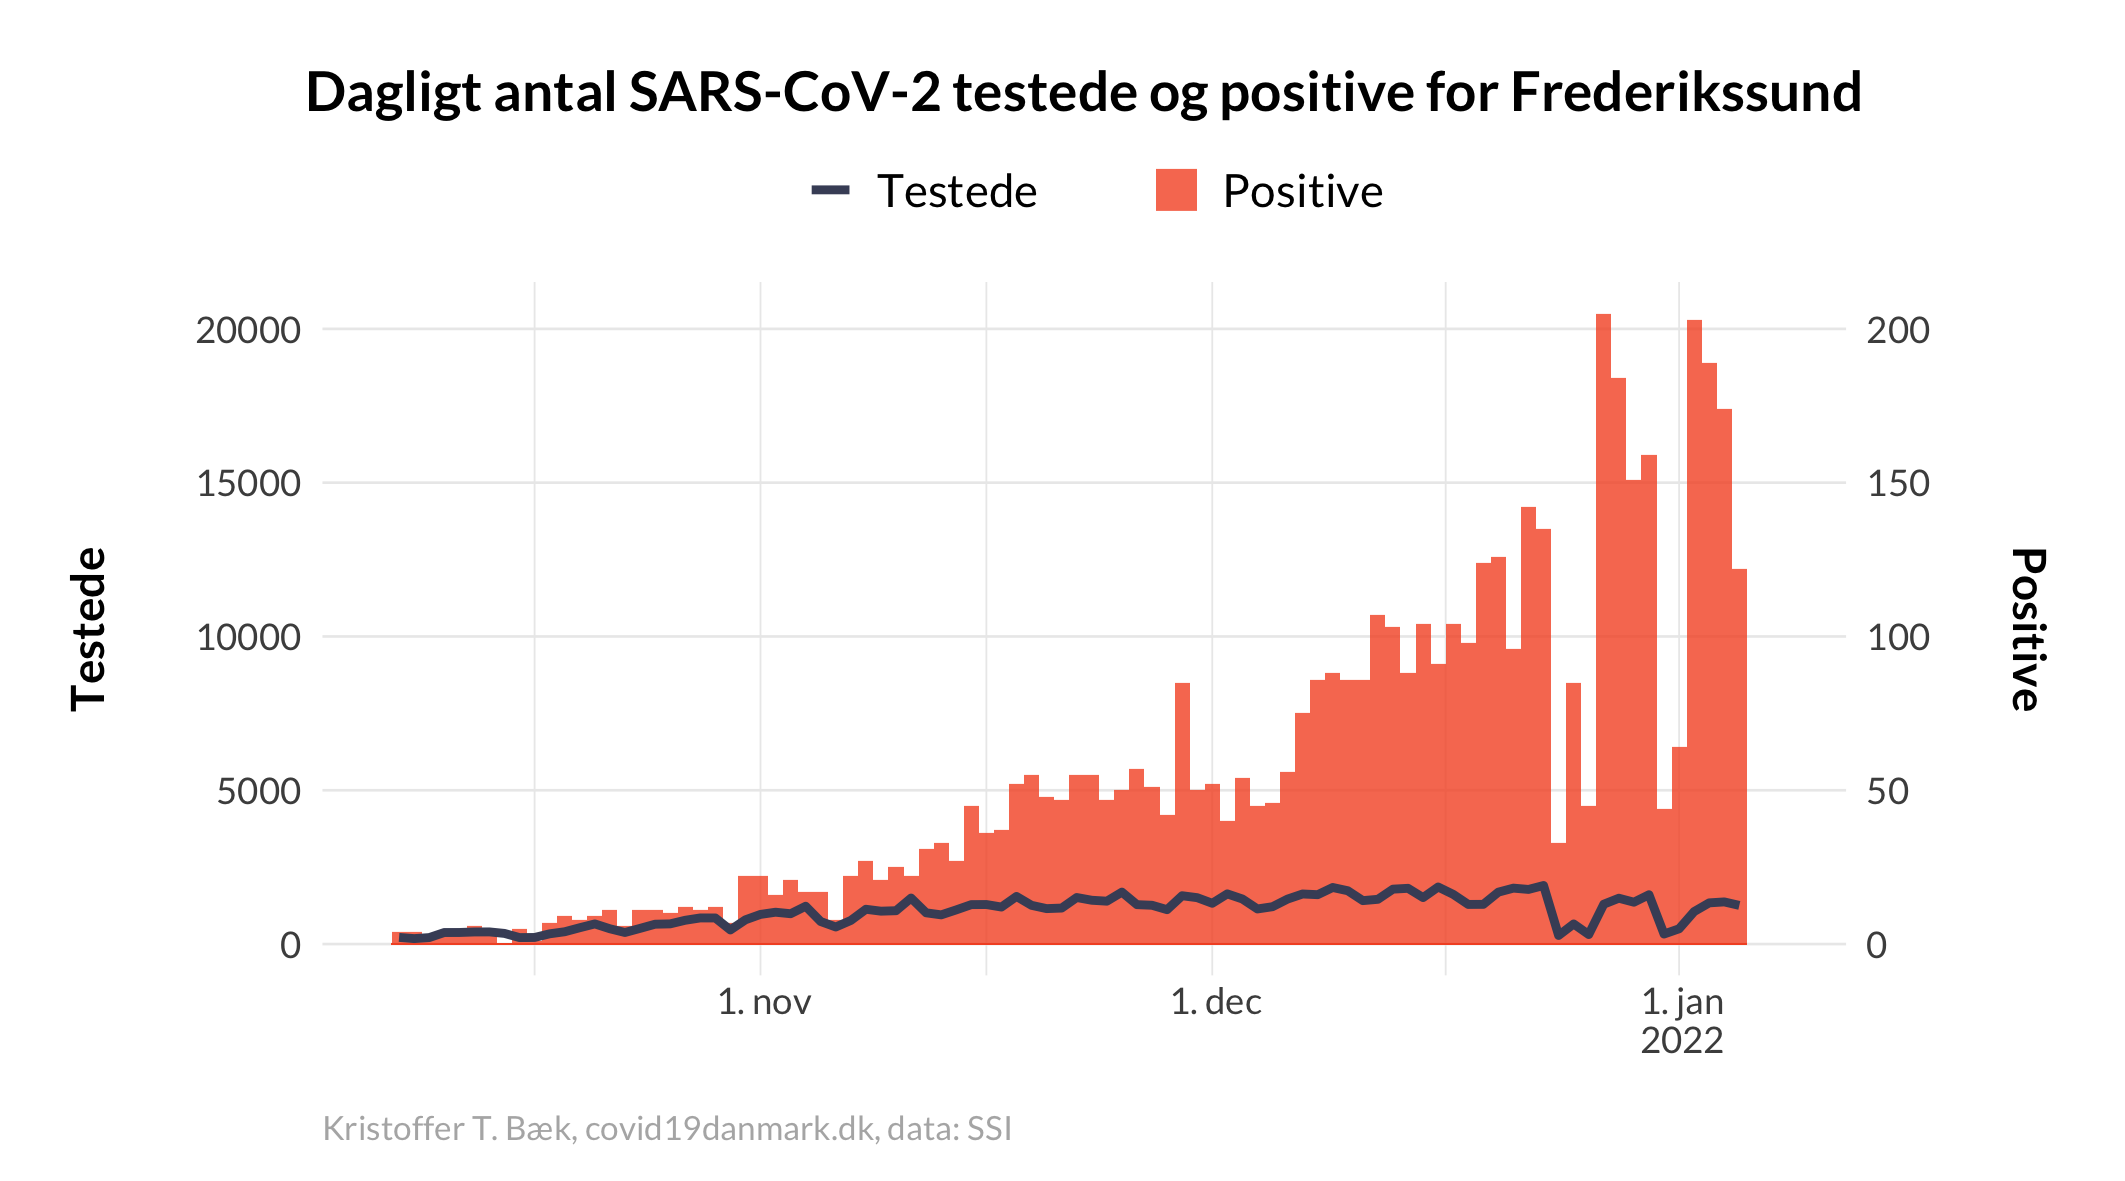 Dagligt antal SARS-CoV-2 testede og positive for Frederikssund
Testede
Positive
20000
15000
10000
5000
0
Testede
200
150
100
50
0
Positive
1. nov
1. dec
1. jan
2022
Kristoffer T. Bæk, covid19danmark.dk, data: SSI